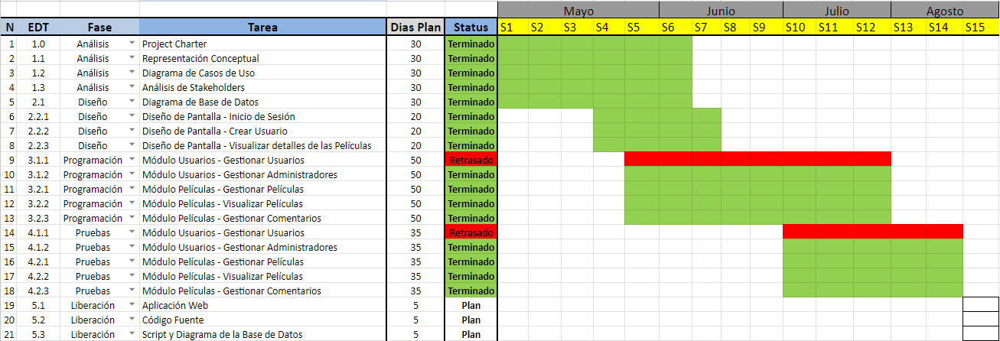 Mayo Junio Julio Agosto
N EDT Fase Tarea Dias Plan Status S1 S2 S3 S4 S5 S6 S7 S8 S9 S10 S11 S12 S13 S14 S15
1 1.0 Análisis Project Charter 30 Terminado
2 1.1 Análisis Representación Conceptual 30 Terminado
3 1.2 Análisis Diagrama de Casos de Uso 30 Terminado
4 1.3 Análisis Análisis de Stakeholders 30 Terminado
5 2.1 Diseño Diagrama de Base de Datos 30 Terminado
6 2.2.1 Diseño Diseño de Pantalla - Inicio de Sesión 20 Terminado
7 2.2.2 Diseño Diseño de Pantalla - Crear Usuario 20 Terminado
8 2.2.3 Diseño Diseño de Pantalla - Visualizar detalles de las Películas 20 Terminado
9 3.1.1 Programación Módulo Usuarios - Gestionar Usuarios 50 Retrasado
10 3.1.2 Programación Módulo Usuarios - Gestionar Administradores 50 Terminado
11 3.2.1 Programación Módulo Películas - Gestionar Películas 50 Terminado
12 3.2.2 Programación Módulo Películas - Visualizar Películas 50 Terminado
13 3.2.3 Programación Módulo Películas - Gestionar Comentarios 50 Terminado
14 4.1.1 Pruebas Módulo Usuarios - Gestionar Usuarios 35 Retrasado
15 4.1.2 Pruebas Módulo Usuarios - Gestionar Administradores 35 Terminado
16 4.2.1 Pruebas Módulo Películas - Gestionar Películas 35 Terminado
17 4.2.2 Pruebas Módulo Películas - Visualizar Películas 35 Terminado
18 4.2.3 Pruebas Módulo Películas - Gestionar Comentarios 35 Terminado
19 5.1 Liberación Aplicación Web 5 Plan
20 5.2 Liberación Código Fuente 5 Plan
21 5.3 Liberación Script y Diagrama de la Base de Datos 5 Plan